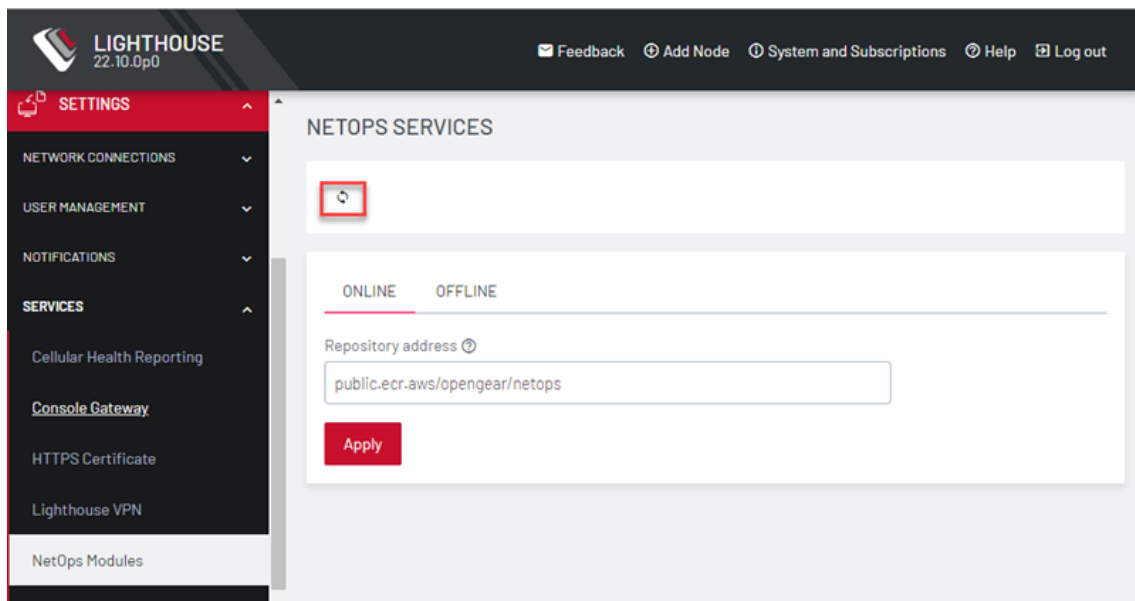 LIGHTHOUSE
22.10.0p0
Feedback
Add Node
System and Subscriptions
Help
Log out
SETTINGS
NETWORK CONNECTIONS
USER MANAGEMENT
NOTIFICATIONS
SERVICES
Cellular Health Reporting
Console Gateway
HTTPS Certificate
Lighthouse VPN
NetOps Modules
NETOPS SERVICES
ONLINE OFFLINE
Repository address
public.ecr.aws/opengear/netops
Apply